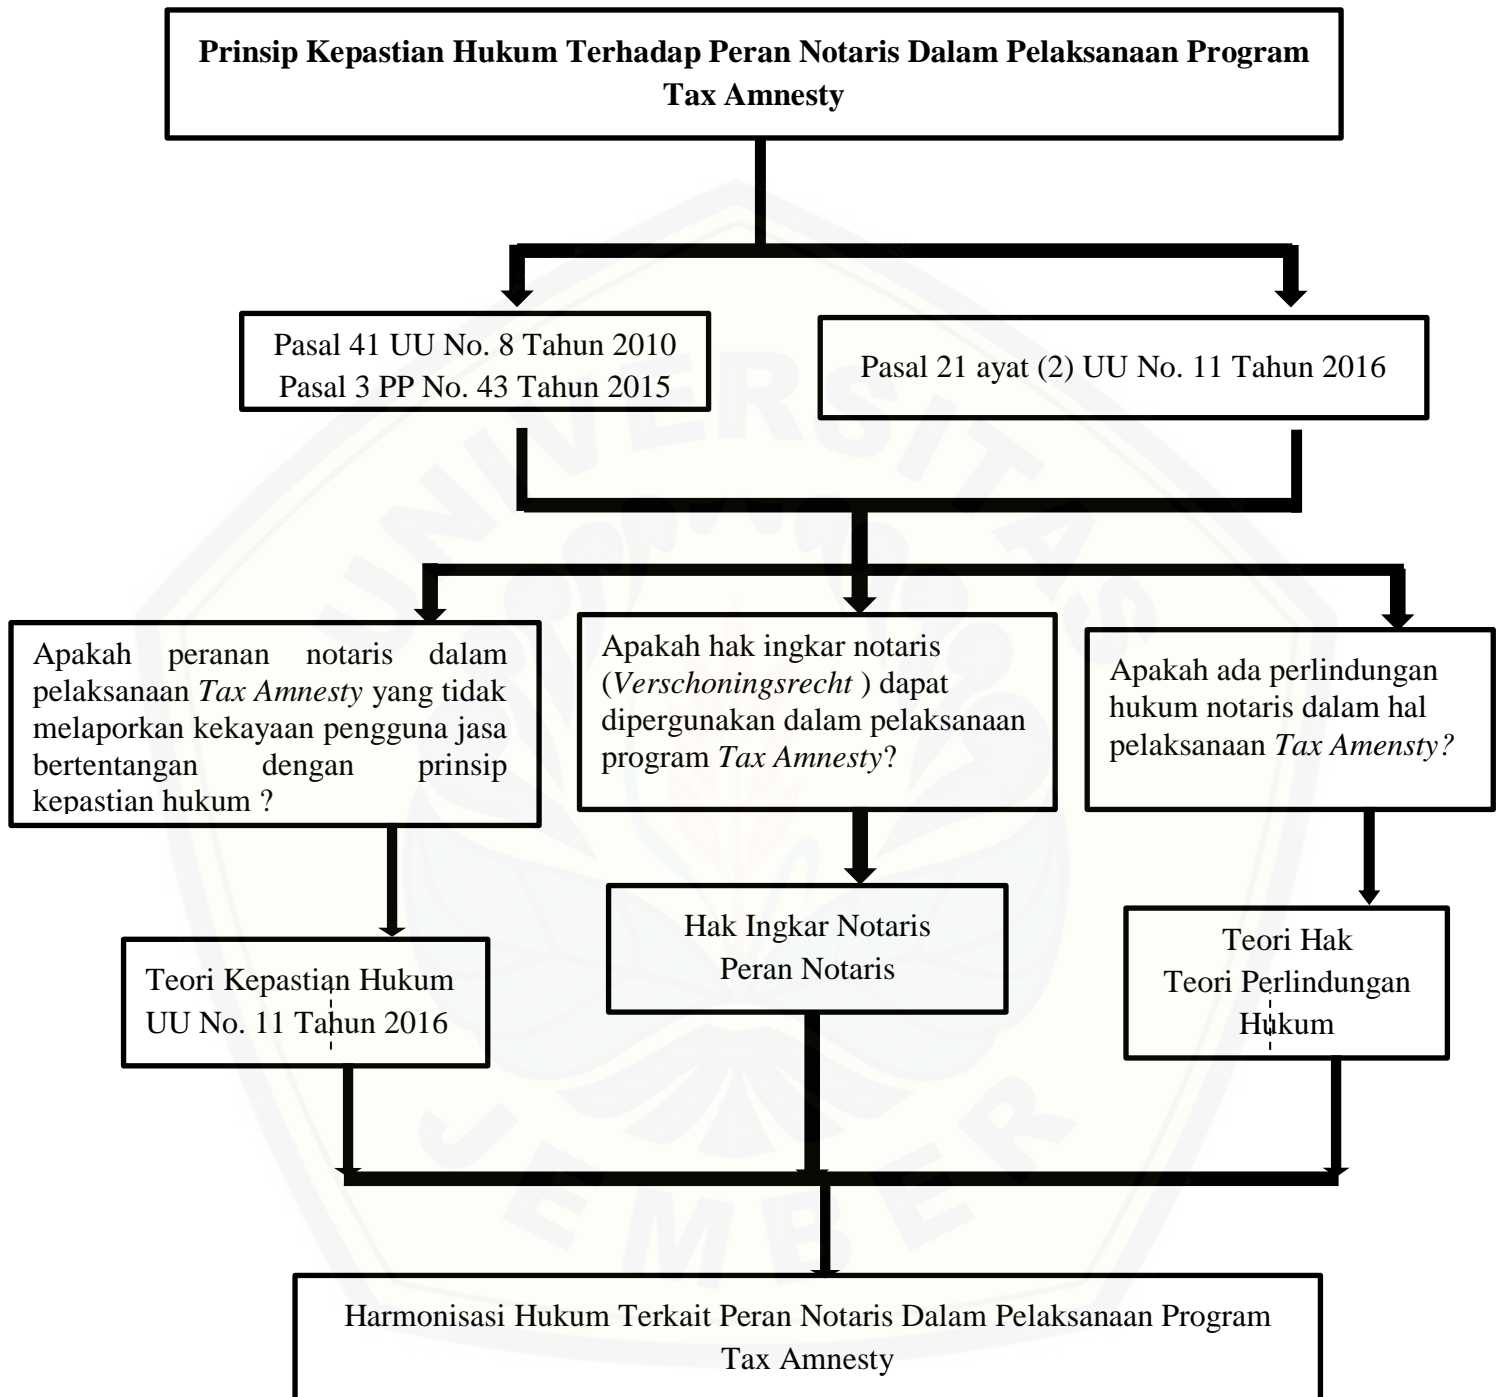 Prinsip Kepastian Hukum Terhadap Peran Notaris Dalam Pelaksanaan Program
Tax Amnesty
Pasal 41 UU No. 8 Tahun 2010
Pasal 3 PP No. 43 Tahun 2015
Pasal 21 ayat (2) UU No. 11 Tahun 2016
Apakah peranan notaris dalam
pelaksanaan Tax Amnesty yang tidak
melaporkan kekayaan pengguna jasa
bertentangan dengan prinsip
kepastian hukum ?
Apakah hak ingkar notaris
(Verschoningsrecht ) dapat
dipergunakan dalam pelaksanaan
program Tax Amnesty?
Apakah ada perlindungan
hukum notaris dalam hal
pelaksanaan Tax Amensty?
Teori Kepastian Hukum
UU No. 11 Tahun 2016
Hak Ingkar Notaris
Peran Notaris
Teori Hak
Teori Perlindungan
Hukum
Harmonisasi Hukum Terkait Peran Notaris Dalam Pelaksanaan Program
Tax Amnesty
UNIVERSITAS
JEMBER